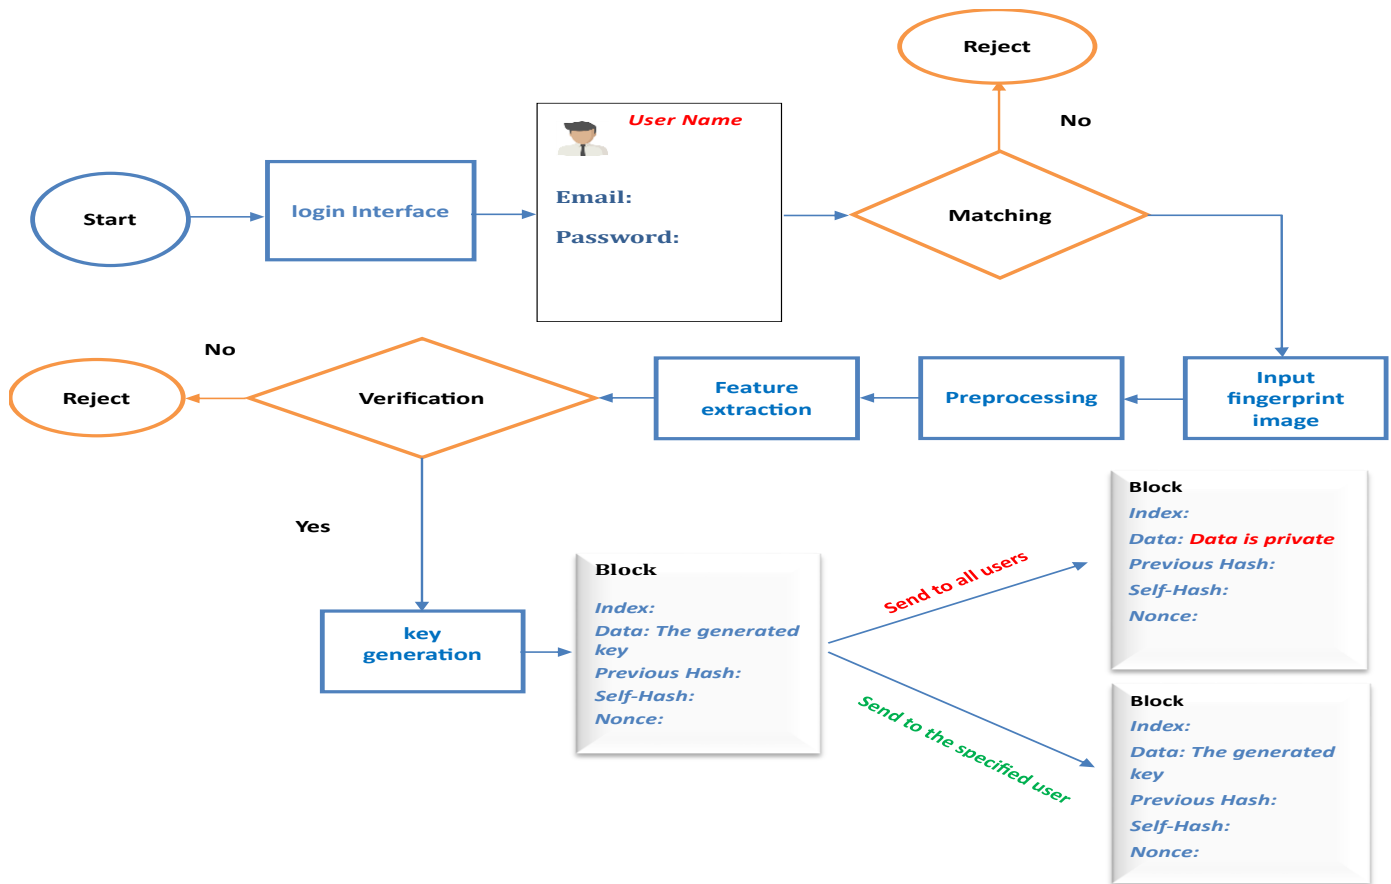 Reject
No
User Name
Email:
Password:
Start
login Interface
Matching
No
Reject
Verification
Feature
extraction
Preprocessing
Input
fingerprint
image
Yes
key
generation
Block
Index:
Data: The generated
key
Previous Hash:
Self-Hash:
Nonce:
Send to all users
Send to the specified user
Block
Index:
Data: Data is private
Previous Hash:
Self-Hash:
Nonce:
Block
Index:
Data: The generated
key
Previous Hash:
Self-Hash:
Nonce: